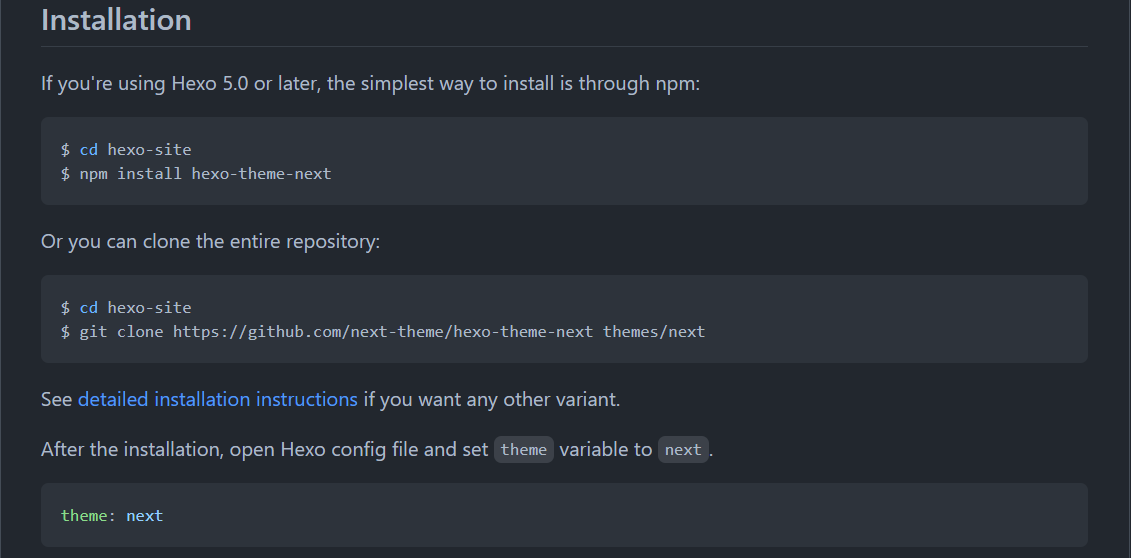 Installation
If you're using Hexo 5.0 or later, the simplest way to install is through npm:
$ cd hexo-site
$ npm install hexo-theme-next
Or you can clone the entire repository:
$ cd hexo-site
$ git clone https://github.com/next-theme/hexo-theme-next themes/next
See detailed installation instructions if you want any other variant.
After the installation, open Hexo config file and set theme variable to next.
theme: next